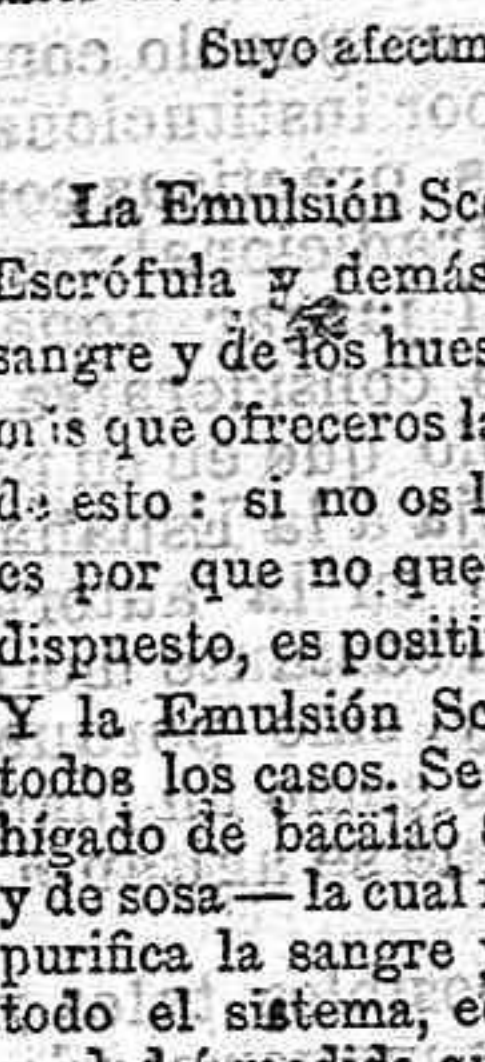 Suyo afectm
La Emulsión Sc
Escrófula y demás
sangre y de los hues
que ofreceros la
de esto : si no os l
es por que no que
dispuesto, es positi
Y la Emulsión Sc
todos los casos. Se
hígado de bacalao
y de sosa — la cual
purifica la sangre y
todo el sistema, e